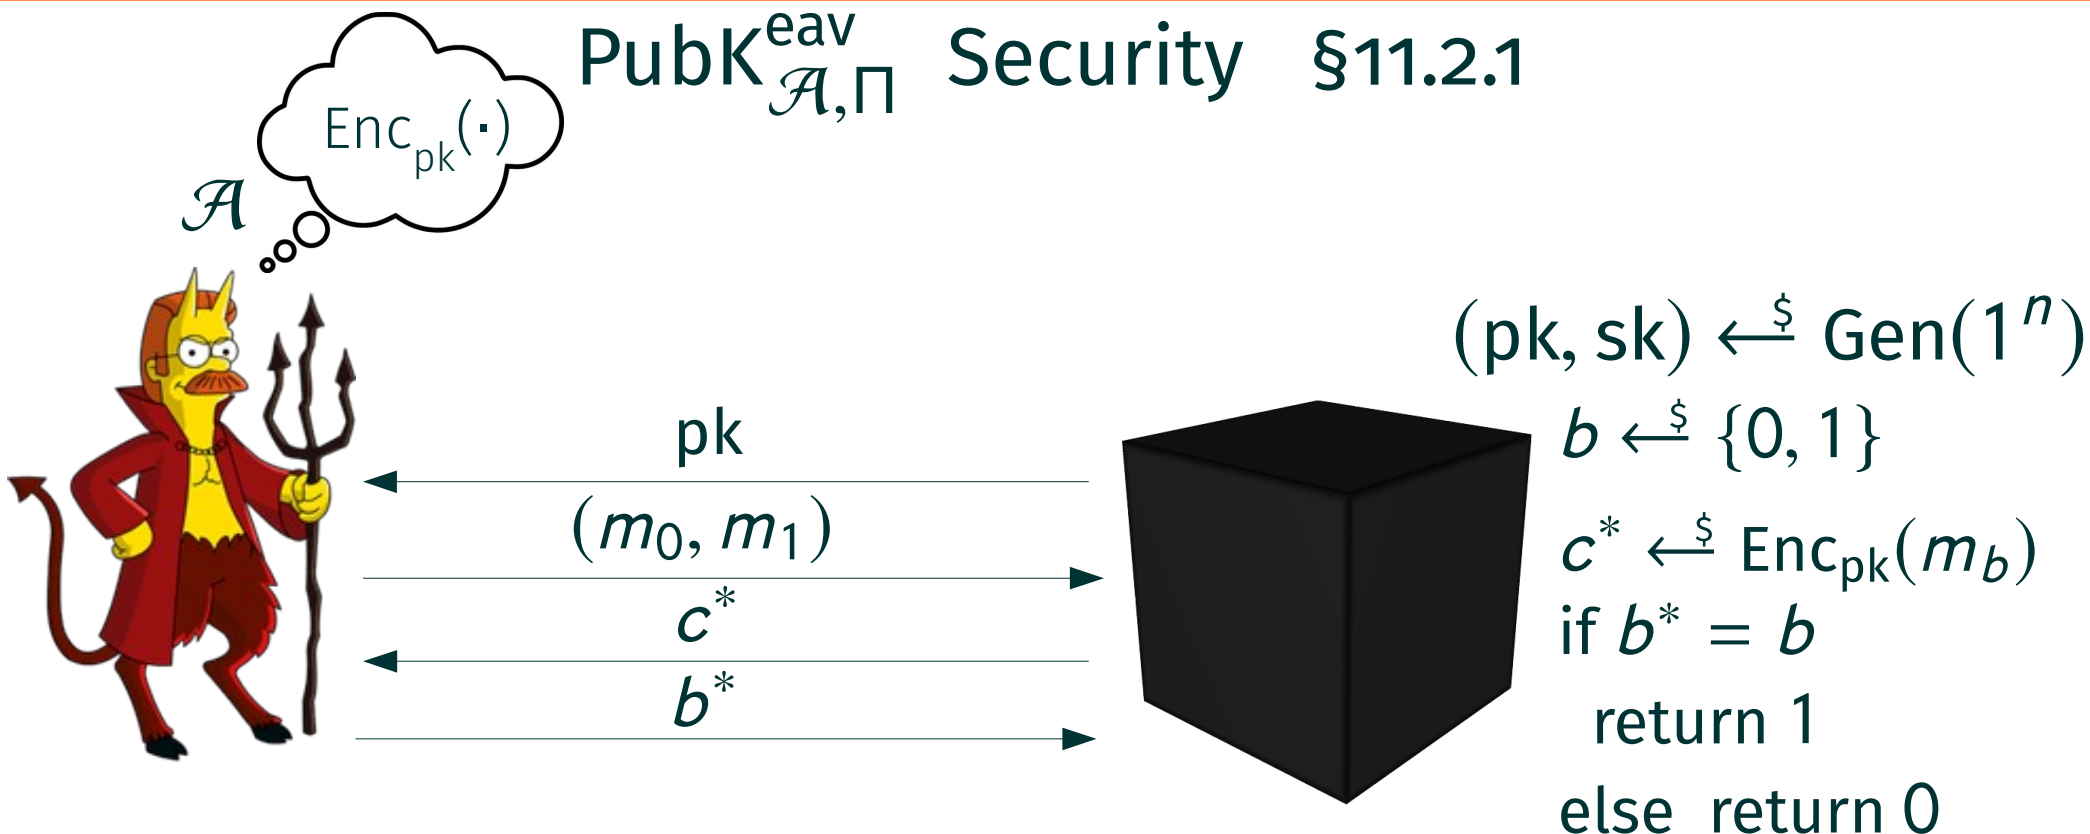 PubK^eav_𝒜,Π Security §11.2.1
Enc_pk(·)
𝒜
pk
(m_0, m_1)
c*
b*
(pk, sk) ⟵$ Gen(1^n)
b ⟵$ {0, 1}
c* ⟵$ Enc_pk(m_b)
if b* = b
return 1
else return 0